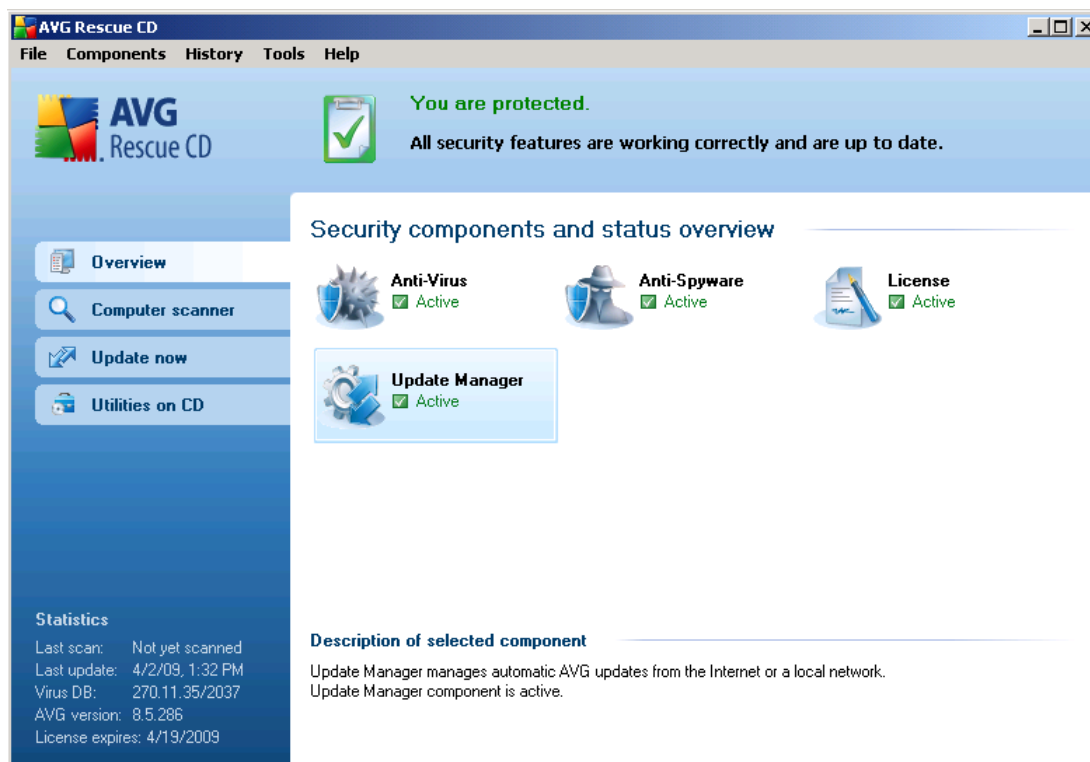 AVG Rescue CD
File Components History Tools Help
AVG
Rescue CD
You are protected.
All security features are working correctly and are up to date.
Overview
Computer scanner
Update now
Utilities on CD
Security components and status overview
Anti-Virus
Active
Anti-Spyware
Active
License
Active
Update Manager
Active
Statistics
Last scan: Not yet scanned
Last update: 4/2/09, 1:32 PM
Virus DB: 270.11.35/2037
AVG version: 8.5.286
License expires: 4/19/2009
Description of selected component
Update Manager manages automatic AVG updates from the Internet or a local network.
Update Manager component is active.